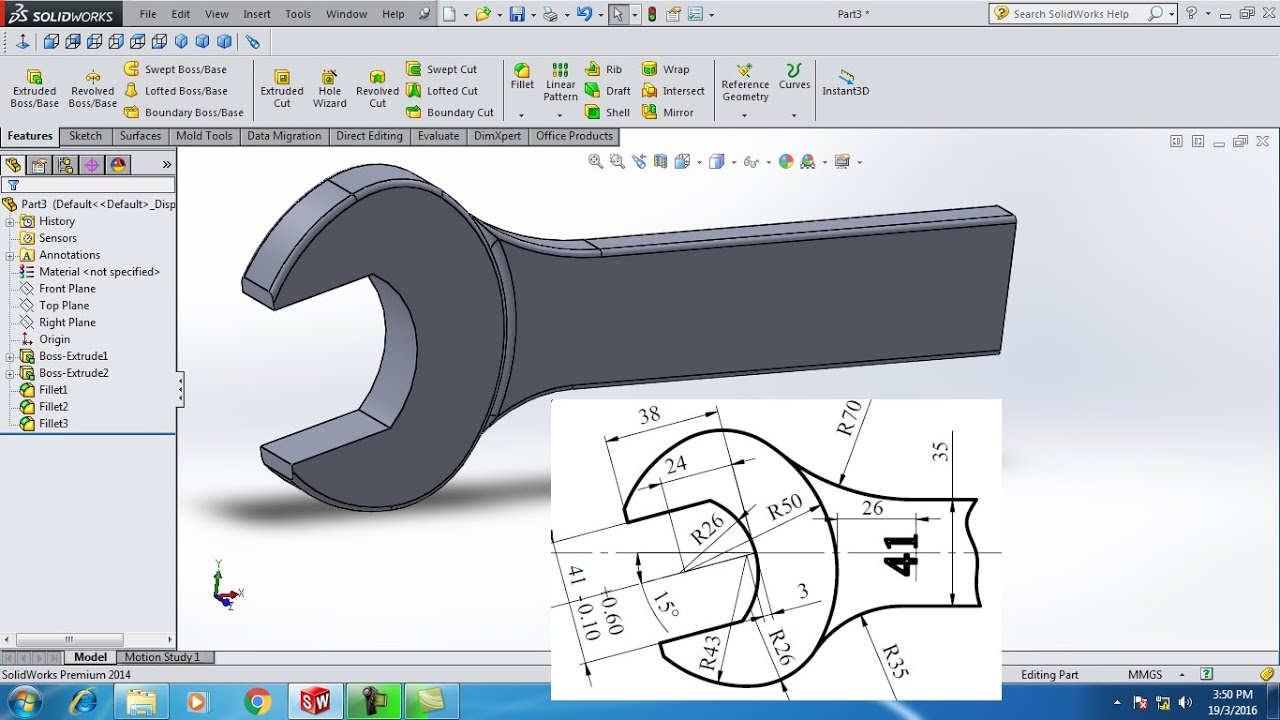 SOLIDWORKS File Edit View Insert Tools Window Help Part3 * Search SolidWorks Help
Extruded Boss/Base
Revolved Boss/Base
Swept Boss/Base
Lofted Boss/Base
Boundary Boss/Base
Extruded Cut
Hole Wizard
Revolved Cut
Swept Cut
Lofted Cut
Boundary Cut
Fillet
Linear Pattern
Rib
Draft
Shell
Wrap
Intersect
Mirror
Reference Geometry
Curves
Instant3D
Features Sketch Surfaces Mold Tools Data Migration Direct Editing Evaluate DimXpert Office Products
Part3 (Default<<Default>_Disp
History
Sensors
Annotations
Material <not specified>
Front Plane
Top Plane
Right Plane
Origin
Boss-Extrude1
Boss-Extrude2
Fillet1
Fillet2
Fillet3
Y
X
Z
38
24
R26
R50
R70
35
26
41
41 +0.60 -0.10
15°
3
R43
R26
R35
Model Motion Study 1
SolidWorks Premium 2014 Editing Part MMGS
3:50 PM
19/3/2016